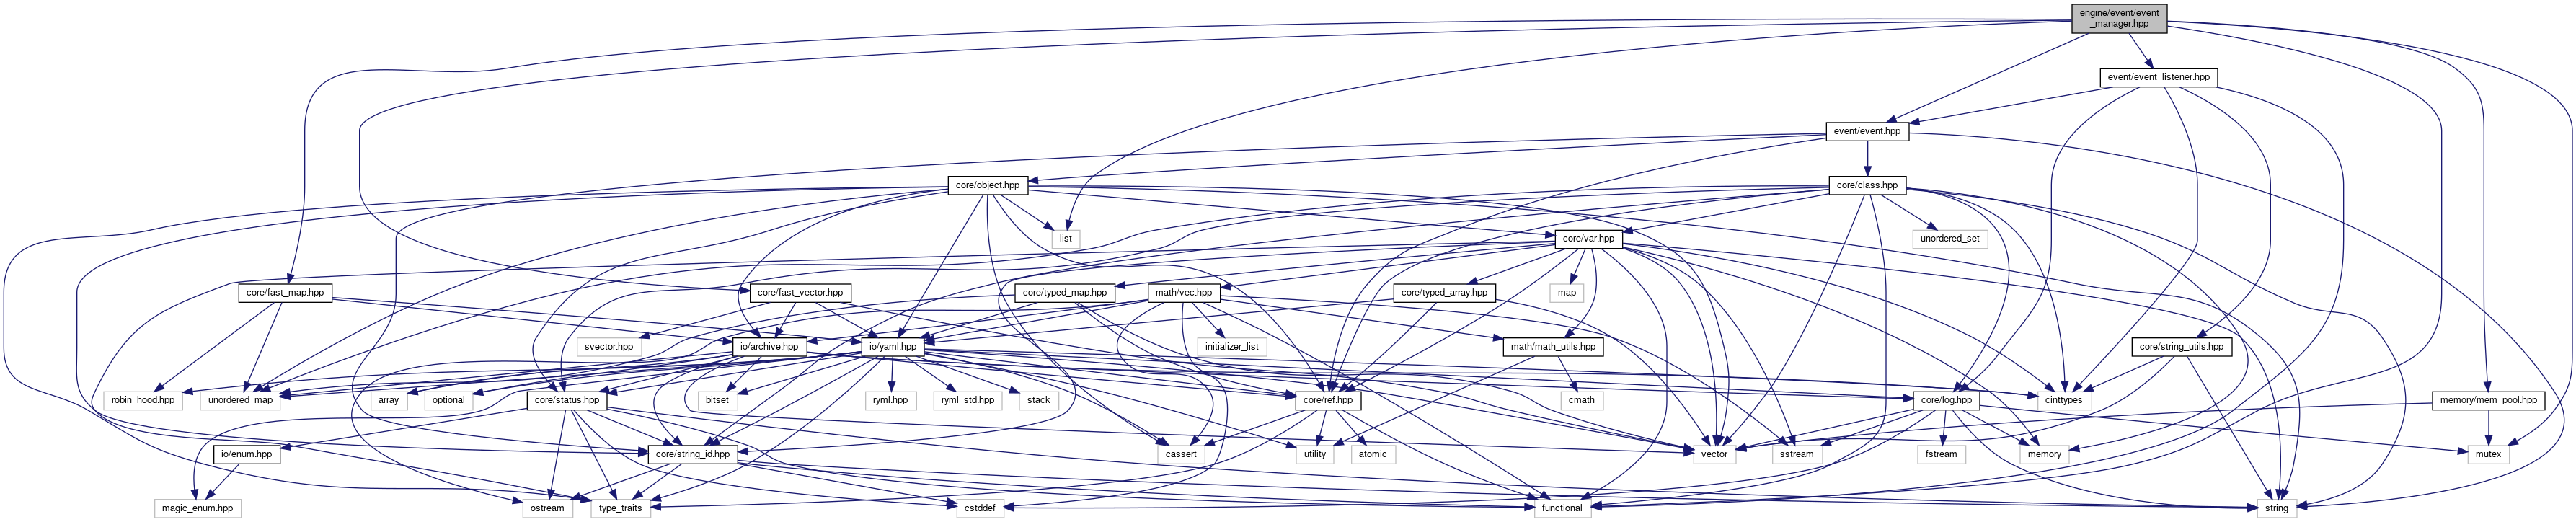 engine/event/event
_manager.hpp
event/event_listener.hpp
event/event.hpp
core/object.hpp
core/class.hpp
list
core/var.hpp
unordered_set
core/fast_map.hpp
core/fast_vector.hpp
core/typed_map.hpp
math/vec.hpp
core/typed_array.hpp
map
svector.hpp
io/archive.hpp
io/yaml.hpp
initializer_list
math/math_utils.hpp
core/string_utils.hpp
robin_hood.hpp
unordered_map
array
optional
core/status.hpp
bitset
ryml.hpp
ryml_std.hpp
stack
core/ref.hpp
cmath
core/log.hpp
cinttypes
memory/mem_pool.hpp
io/enum.hpp
core/string_id.hpp
cassert
utility
atomic
vector
sstream
fstream
memory
mutex
magic_enum.hpp
ostream
type_traits
cstddef
functional
string